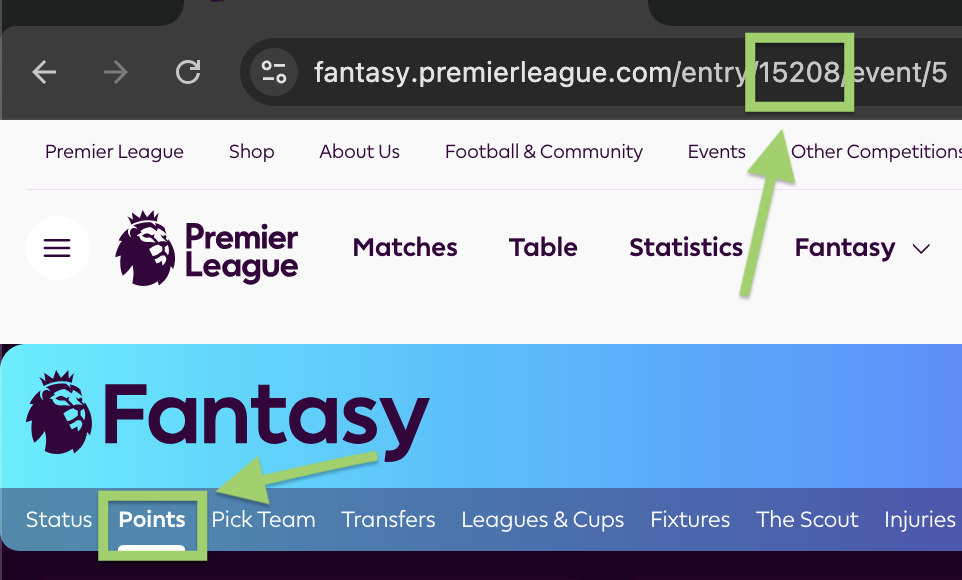 fantasy.premierleague.com/entry/15208/event/5
Premier League Shop About Us Football & Community Events Other Competitions
Premier
League
Matches Table Statistics Fantasy
Fantasy
Status Points Pick Team Transfers Leagues & Cups Fixtures The Scout Injuries